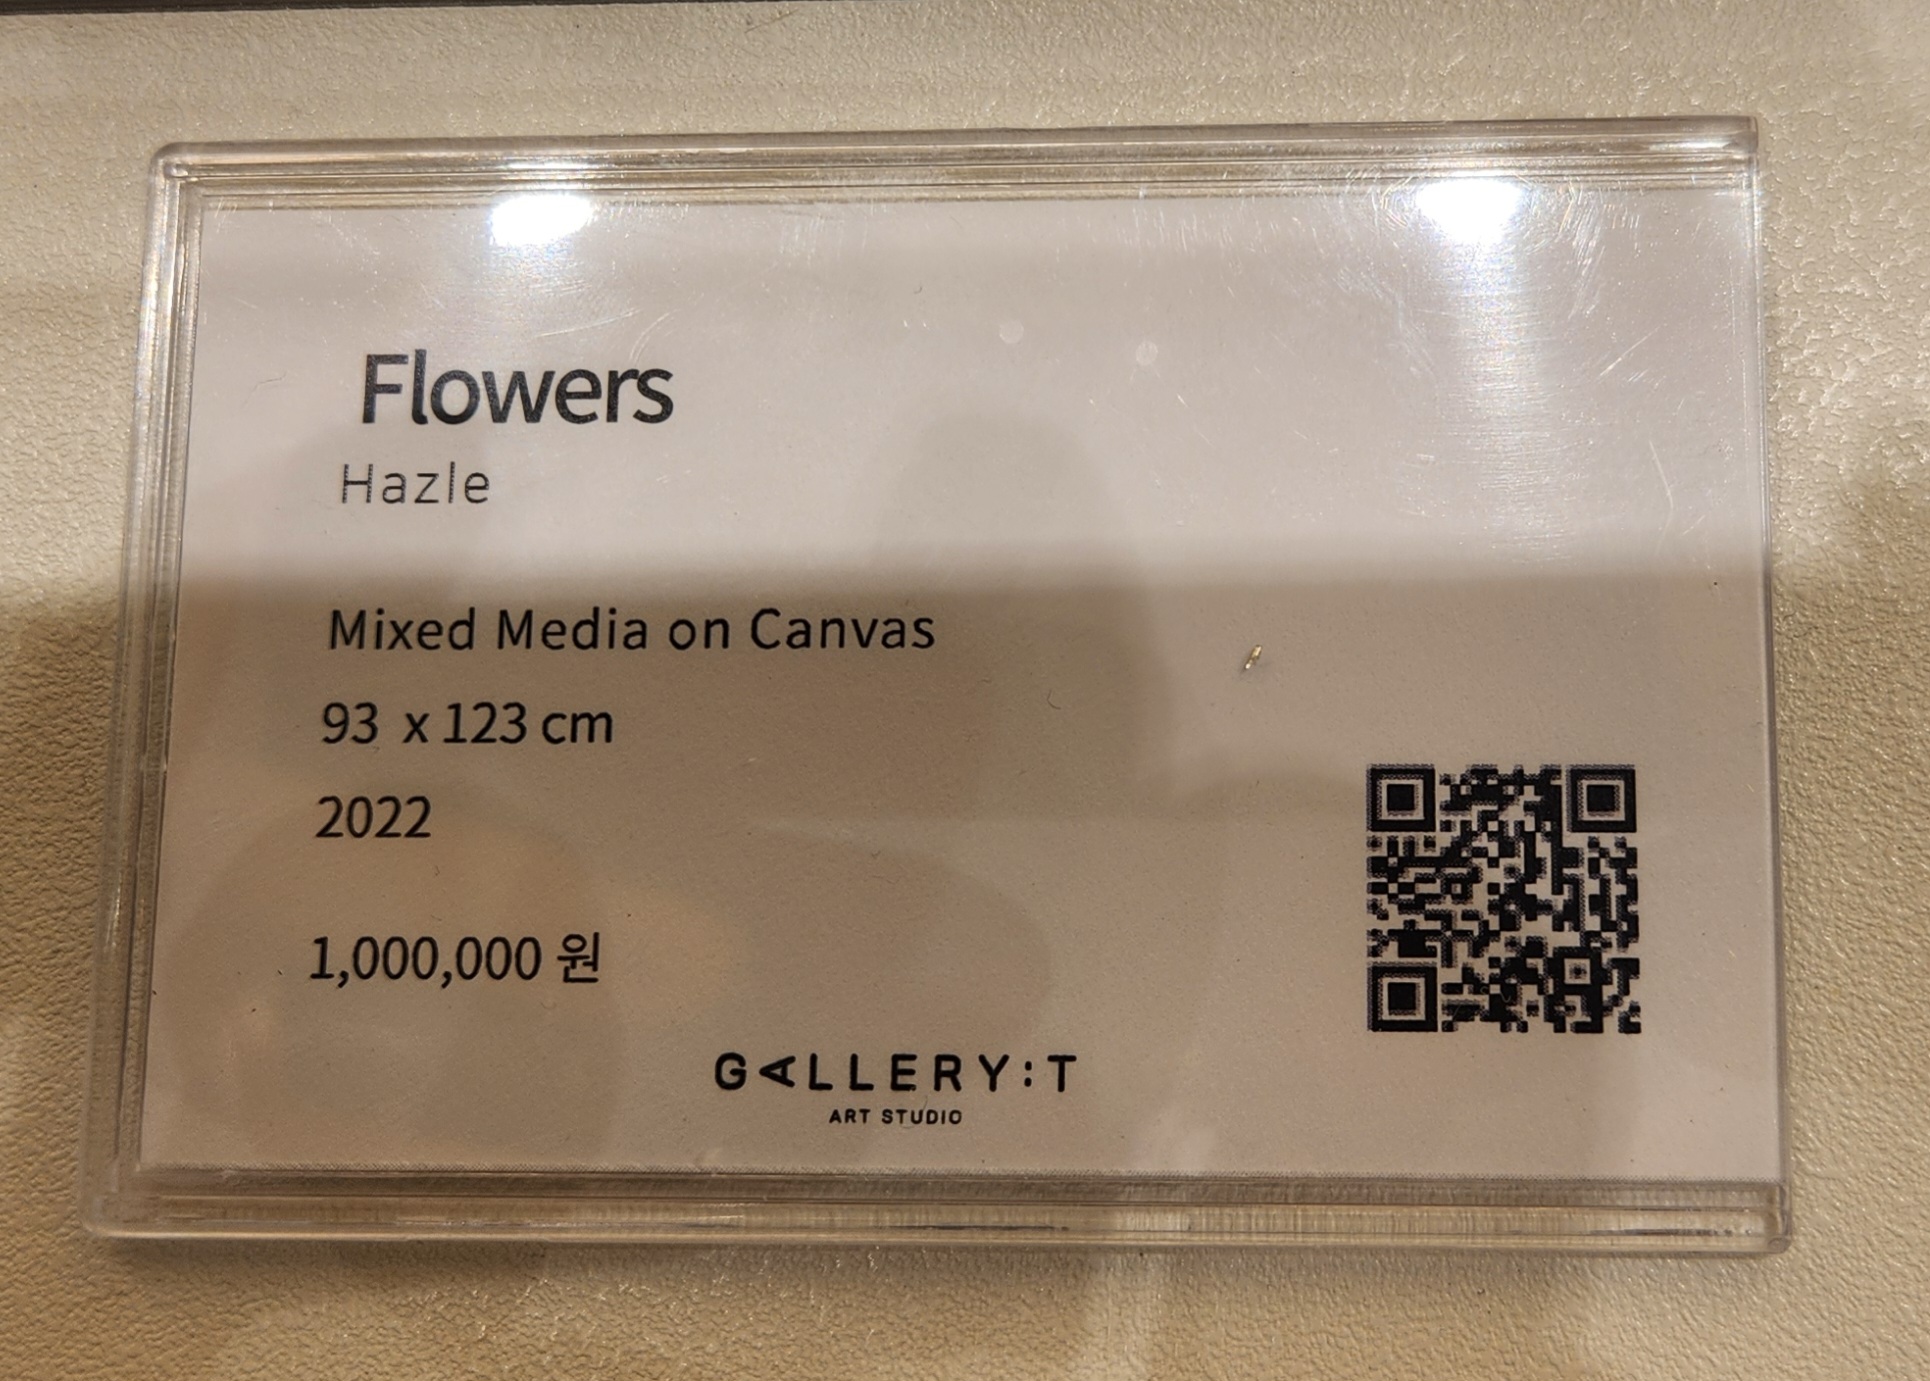 Flowers
Hazle
Mixed Media on Canvas
93 x 123 cm
2022
1,000,000 원
GALLERY:T
ART STUDIO